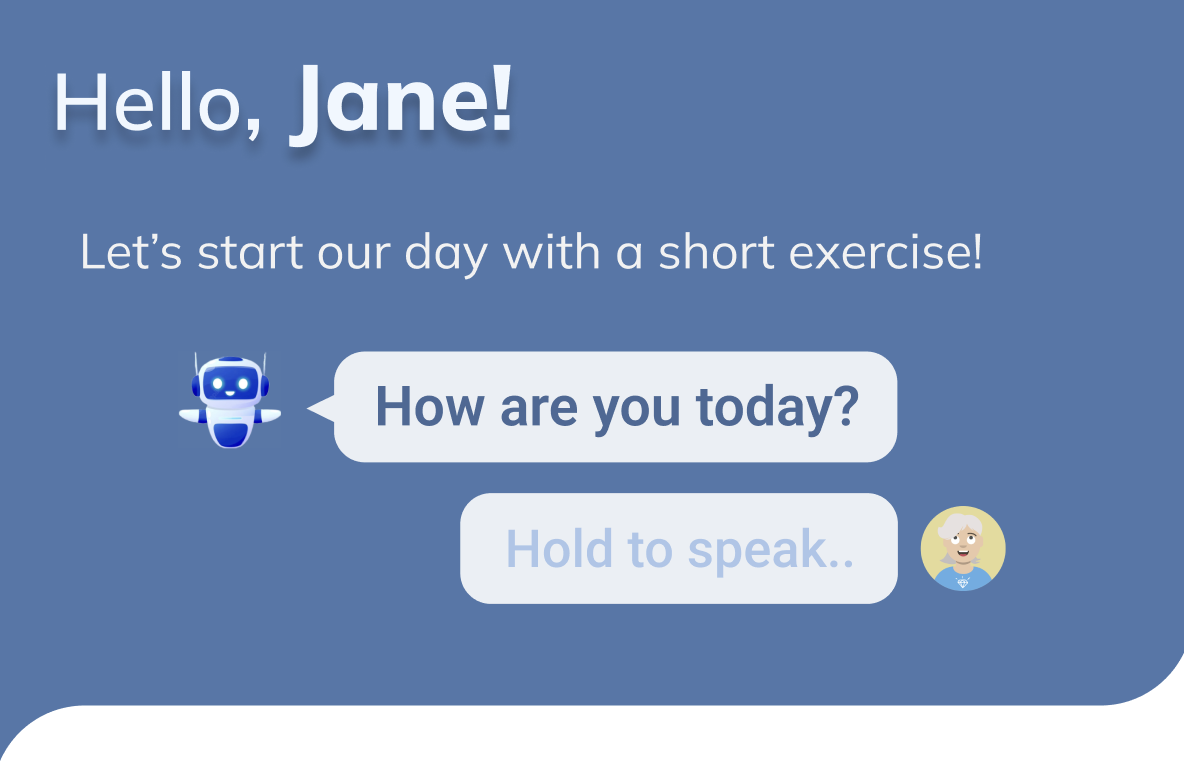 Hello, Jane!
Let’s start our day with a short exercise!
How are you today?
Hold to speak..